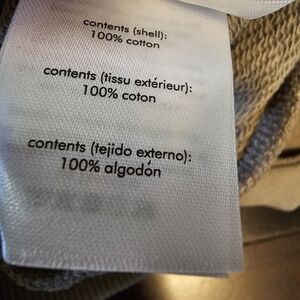 contents (shell):
100% cotton
contents (tissu extérieur):
100% coton
contents (tejido externo):
100% algodón